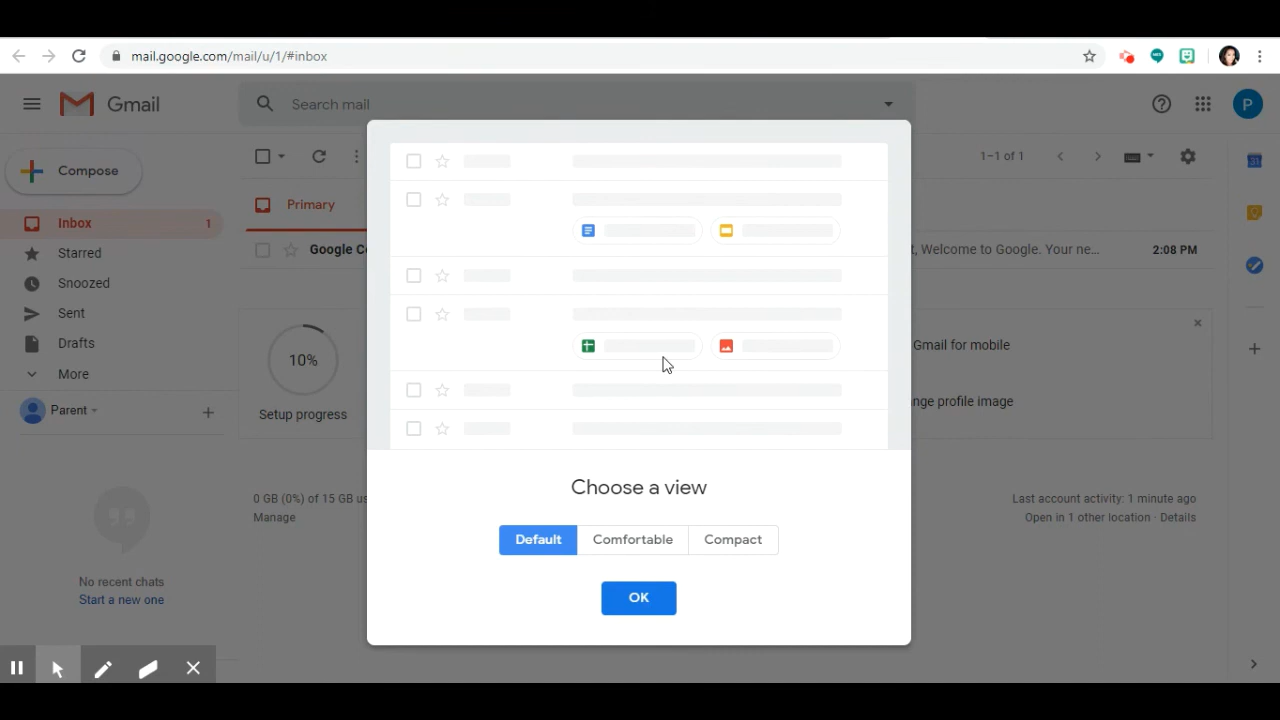 mail.google.com/mail/u/1/#inbox
Gmail
Search mail
P
Compose
1–1 of 1
Primary
Inbox 1
Google C
t, Welcome to Google. Your ne... 2:08 PM
Starred
Snoozed
Sent
Drafts
More
10%
Setup progress
Gmail for mobile
nge profile image
Parent
Choose a view
0 GB (0%) of 15 GB us
Manage
Last account activity: 1 minute ago
Open in 1 other location · Details
Default Comfortable Compact
No recent chats
Start a new one
OK